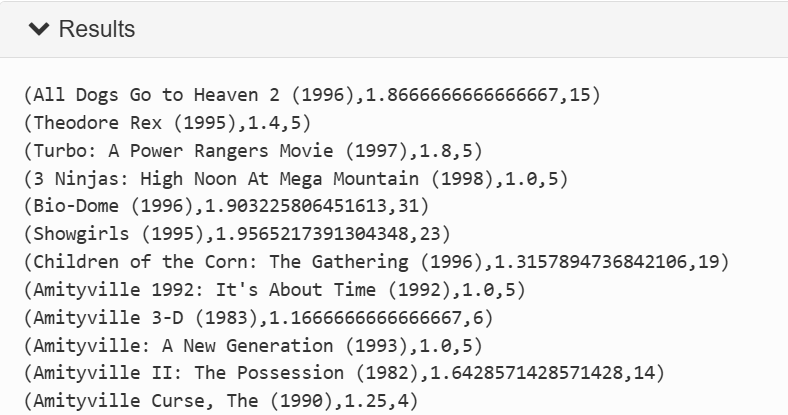 Results
(All Dogs Go to Heaven 2 (1996),1.8666666666666667,15)
(Theodore Rex (1995),1.4,5)
(Turbo: A Power Rangers Movie (1997),1.8,5)
(3 Ninjas: High Noon At Mega Mountain (1998),1.0,5)
(Bio-Dome (1996),1.903225806451613,31)
(Showgirls (1995),1.9565217391304348,23)
(Children of the Corn: The Gathering (1996),1.3157894736842106,19)
(Amityville 1992: It's About Time (1992),1.0,5)
(Amityville 3-D (1983),1.1666666666666667,6)
(Amityville: A New Generation (1993),1.0,5)
(Amityville II: The Possession (1982),1.6428571428571428,14)
(Amityville Curse, The (1990),1.25,4)